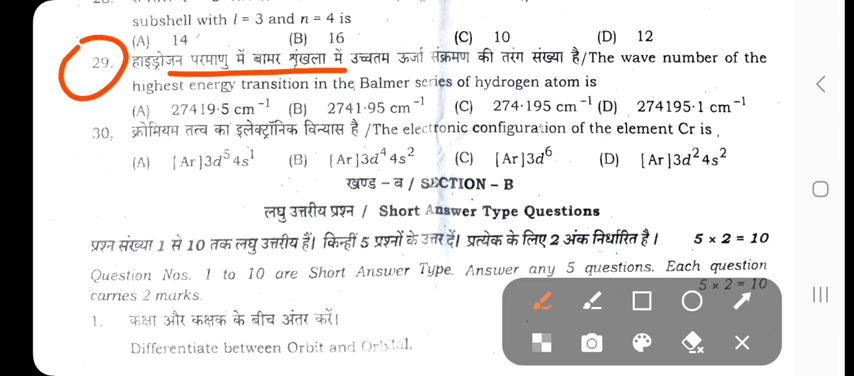 subshell with l = 3 and n = 4 is
(A) 14 (B) 16 (C) 10 (D) 12
29. हाइड्रोजन परमाणु में बामर श्रृंखला में उच्चतम ऊर्जा संक्रमण की तरंग संख्या है/The wave number of the
highest energy transition in the Balmer series of hydrogen atom is
(A) 27419·5 cm⁻¹ (B) 2741·95 cm⁻¹ (C) 274·195 cm⁻¹ (D) 274195·1 cm⁻¹
30. क्रोमियम तत्व का इलेक्ट्रॉनिक विन्यास है/The electronic configuration of the element Cr is
(A) [Ar]3d⁵4s¹ (B) [Ar]3d⁴4s² (C) [Ar]3d⁶ (D) [Ar]3d²4s²
खण्ड – ब / SECTION – B
लघु उत्तरीय प्रश्न / Short Answer Type Questions
प्रश्न संख्या 1 से 10 तक लघु उत्तरीय हैं। किन्हीं 5 प्रश्नों के उत्तर दें। प्रत्येक के लिए 2 अंक निर्धारित है। 5 × 2 = 10
Question Nos. 1 to 10 are Short Answer Type. Answer any 5 questions. Each question
carries 2 marks. 5 × 2 = 10
1. कक्षा और कक्षक के बीच अंतर करें।
Differentiate between Orbit and Orbital.